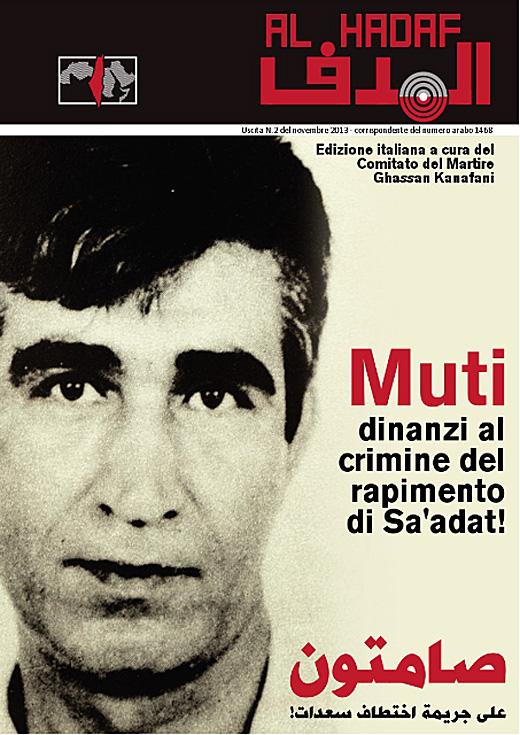 AL HADAF
الهدف
Uscita N.2 del novembre 2013 - corrispondente del numero arabo 1468
Edizione italiana a cura del
Comitato del Martire
Ghassan Kanafani
Muti
dinanzi al
crimine del
rapimento
di Sa'adat!
صامتون
على جريمة اختطاف سعدات!